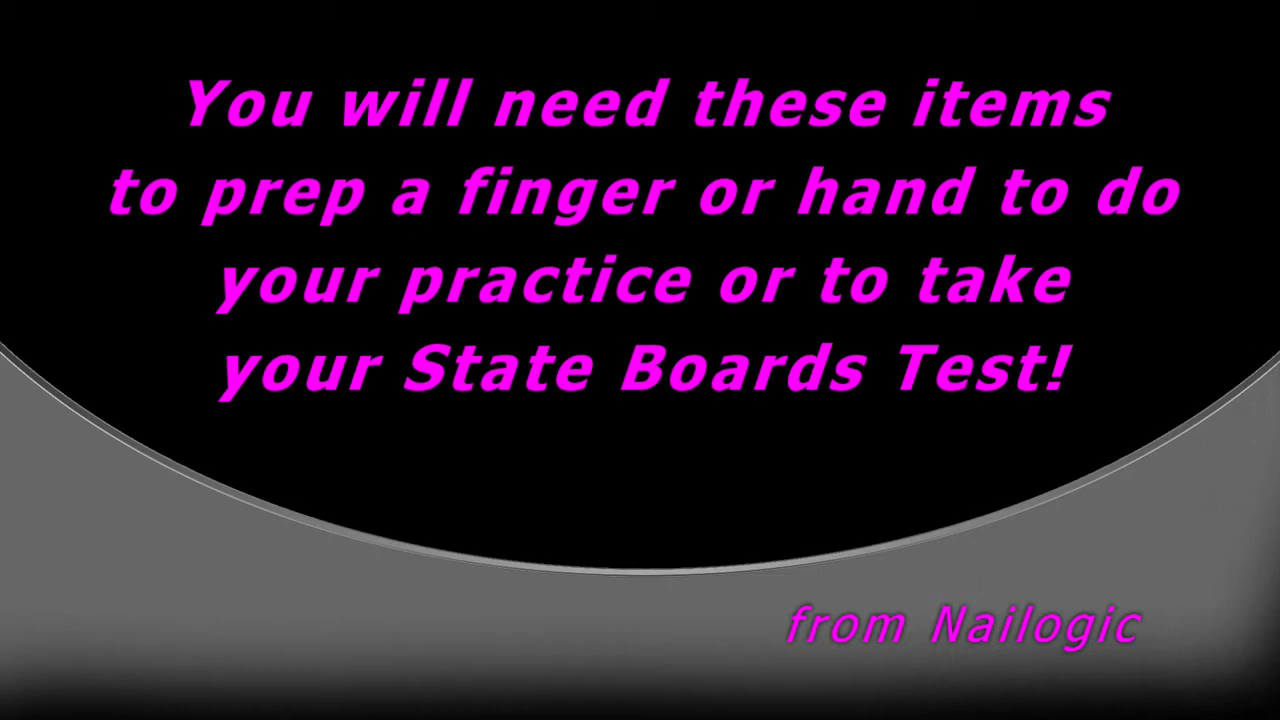 You will need these items
to prep a finger or hand to do
your practice or to take
your State Boards Test!
from Nailogic